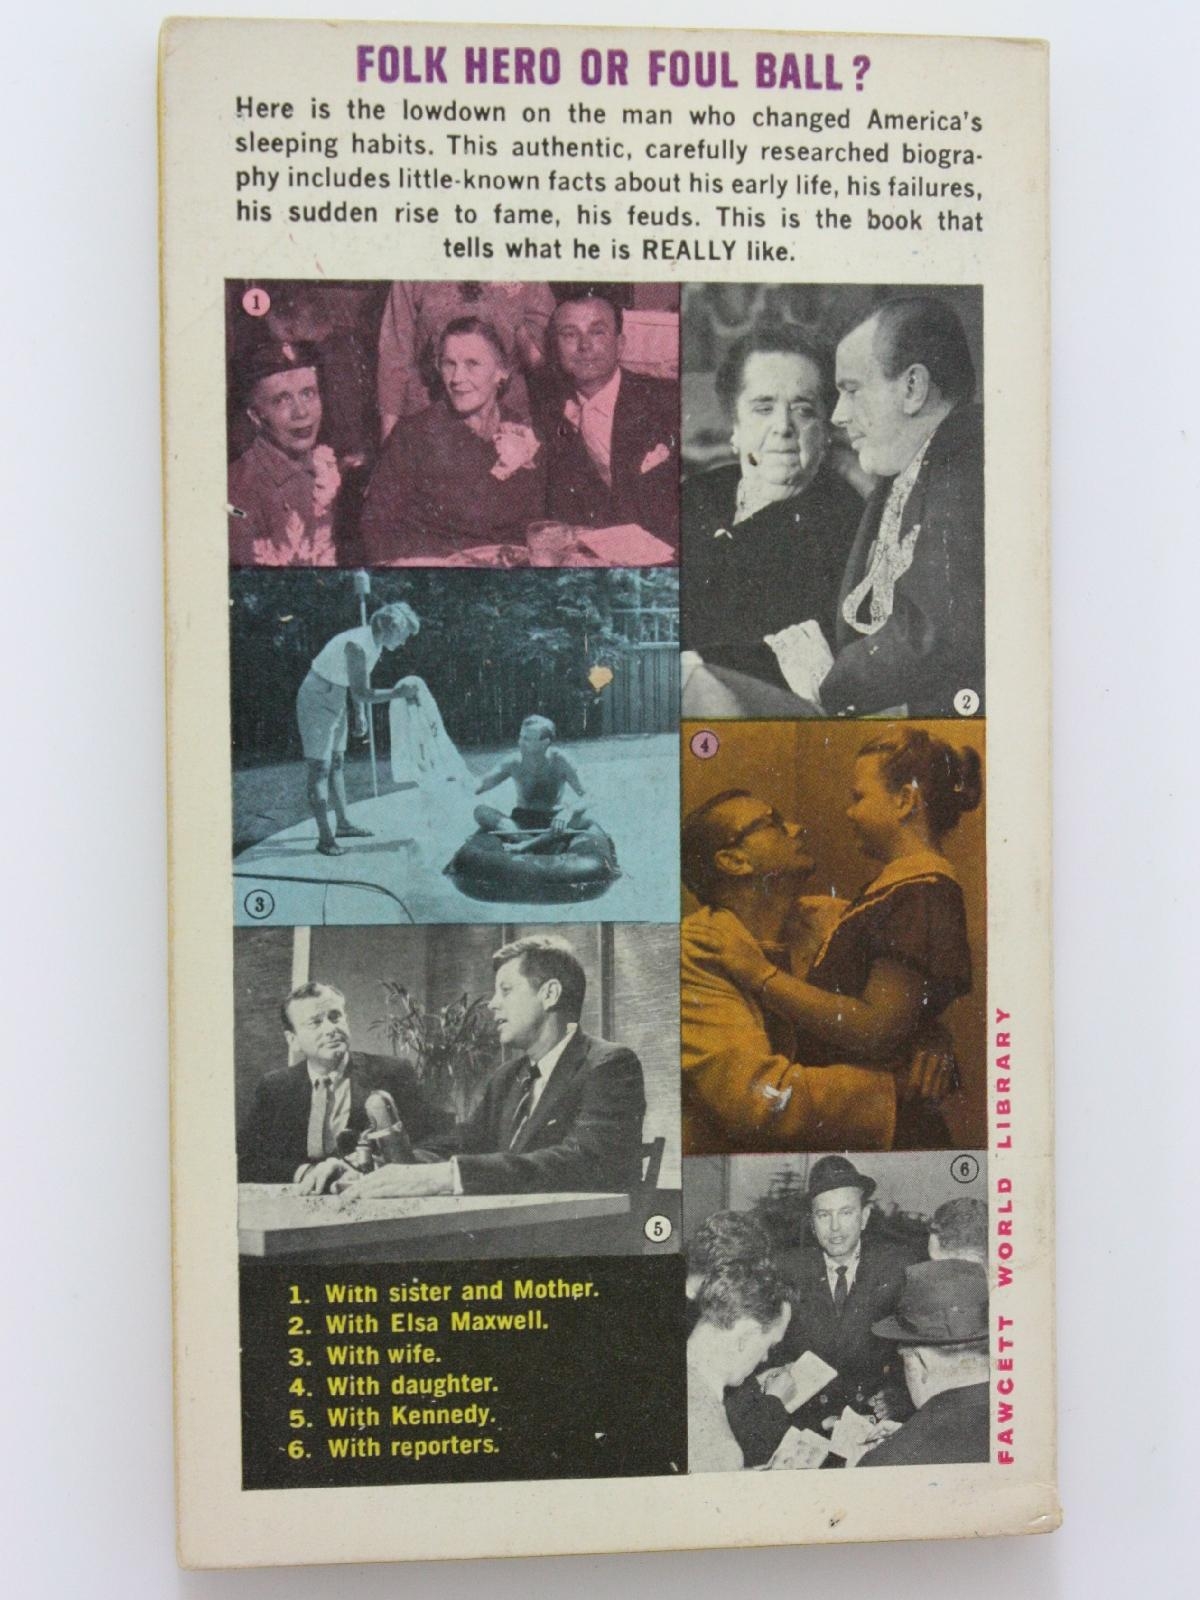 FOLK HERO OR FOUL BALL?
Here is the lowdown on the man who changed America's
sleeping habits. This authentic, carefully researched biogra-
phy includes little-known facts about his early life, his failures,
his sudden rise to fame, his feuds. This is the book that
tells what he is REALLY like.
1
2
3
4
5
6
1. With sister and Mother.
2. With Elsa Maxwell.
3. With wife.
4. With daughter.
5. With Kennedy.
6. With reporters.
FAWCETT WORLD LIBRARY